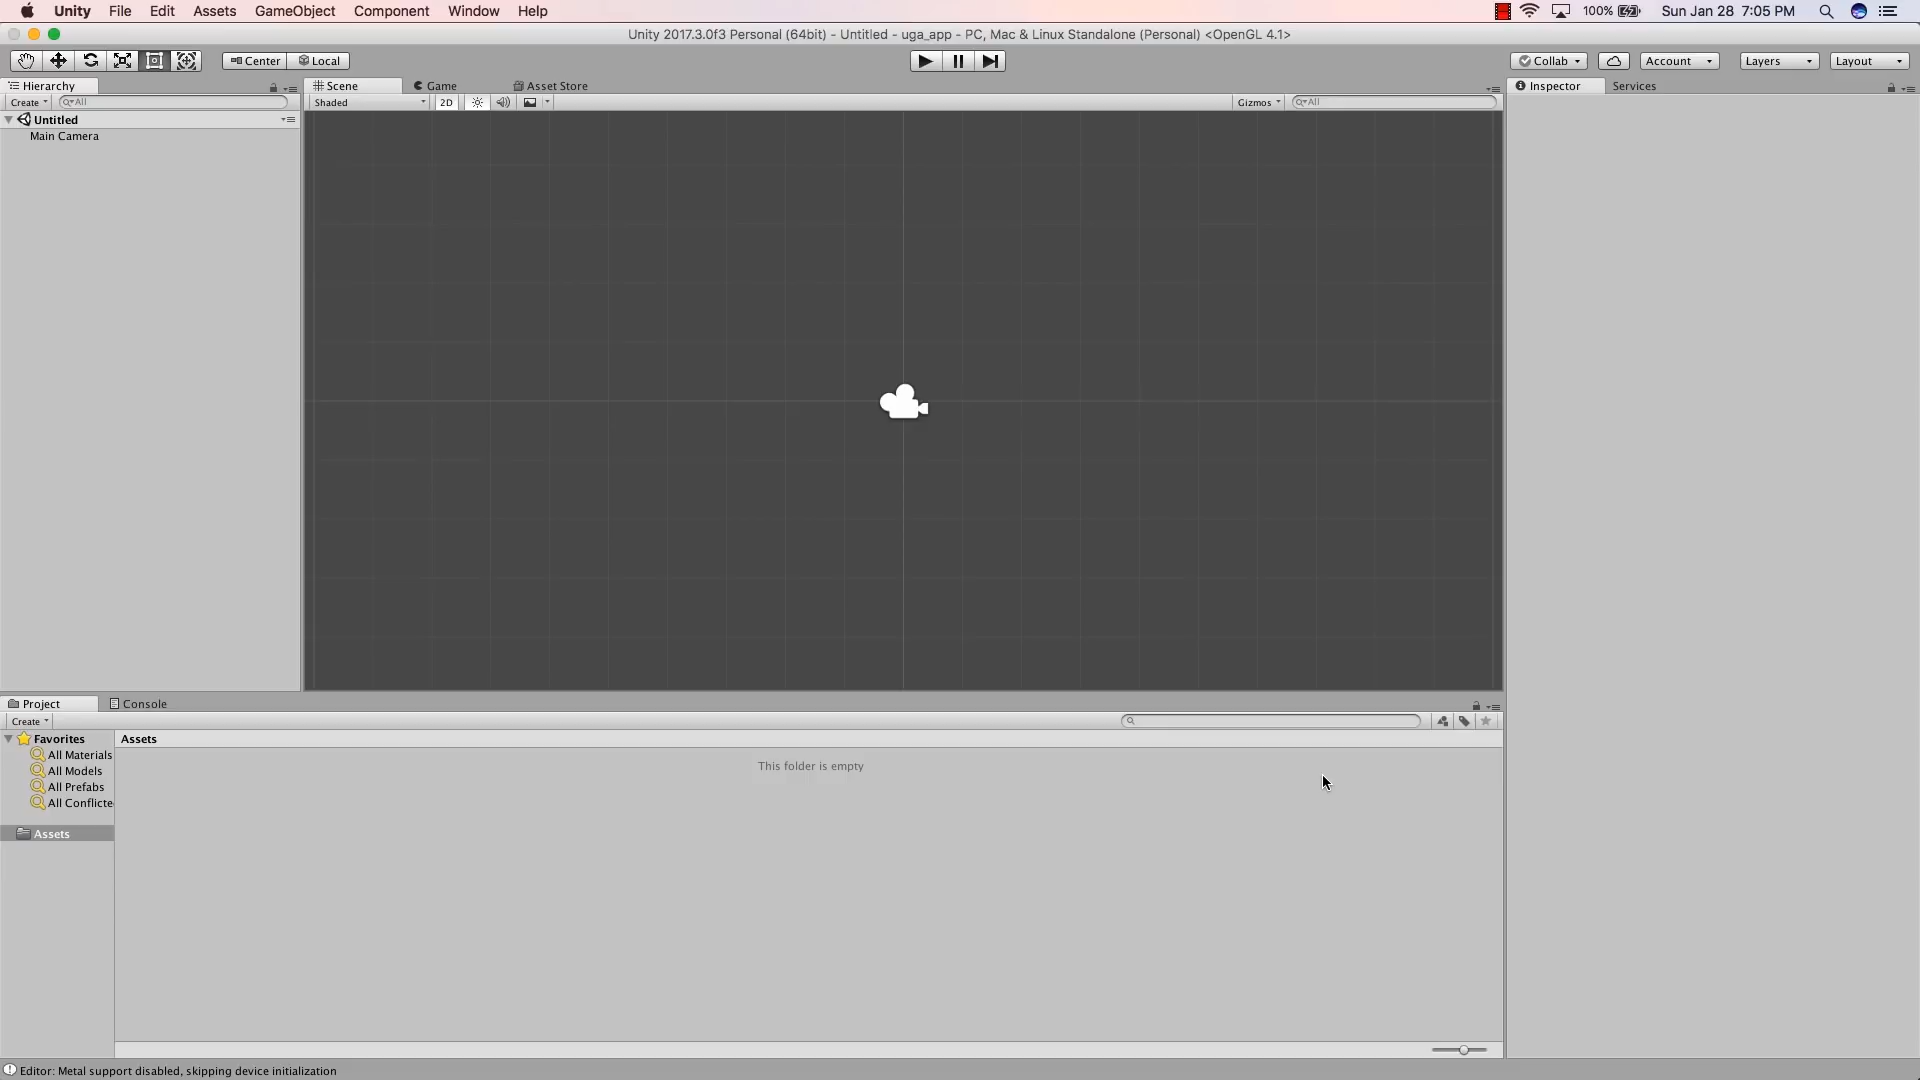 Unity File Edit Assets GameObject Component Window Help 100% Sun Jan 28 7:05 PM
Unity 2017.3.0f3 Personal (64bit) - Untitled - uga_app - PC, Mac & Linux Standalone (Personal) <OpenGL 4.1>
Center Local Collab Account Layers Layout
Hierarchy Scene Game Asset Store Inspector Services
Create All Shaded 2D Gizmos All
Untitled
Main Camera
Project Console
Create
Favorites Assets
All Materials This folder is empty
All Models
All Prefabs
All Conflicte
Assets
Editor: Metal support disabled, skipping device initialization